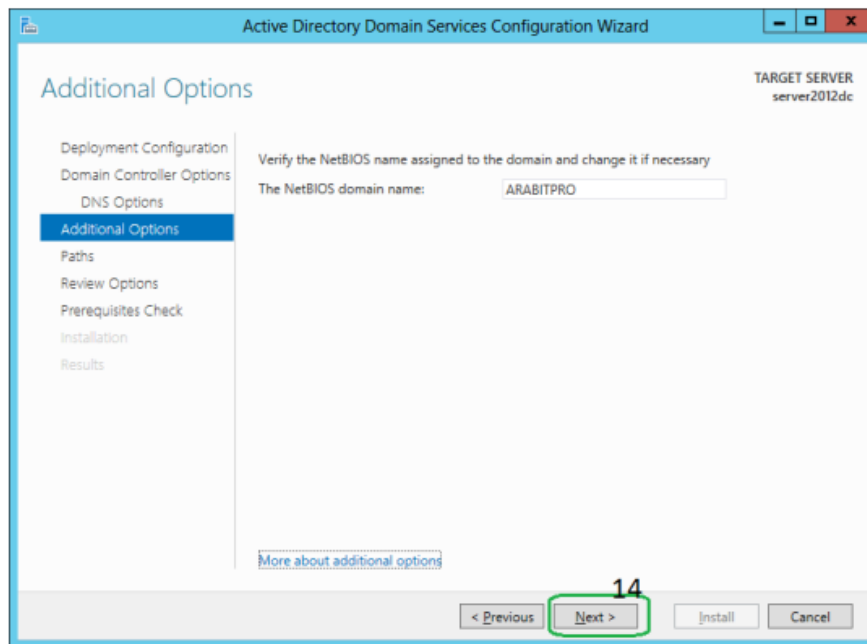 Active Directory Domain Services Configuration Wizard
Additional Options
TARGET SERVER
server2012dc
Deployment Configuration
Domain Controller Options
DNS Options
Additional Options
Paths
Review Options
Prerequisites Check
Installation
Results
Verify the NetBIOS name assigned to the domain and change it if necessary
The NetBIOS domain name: ARABITPRO
More about additional options
14
< Previous Next > Install Cancel